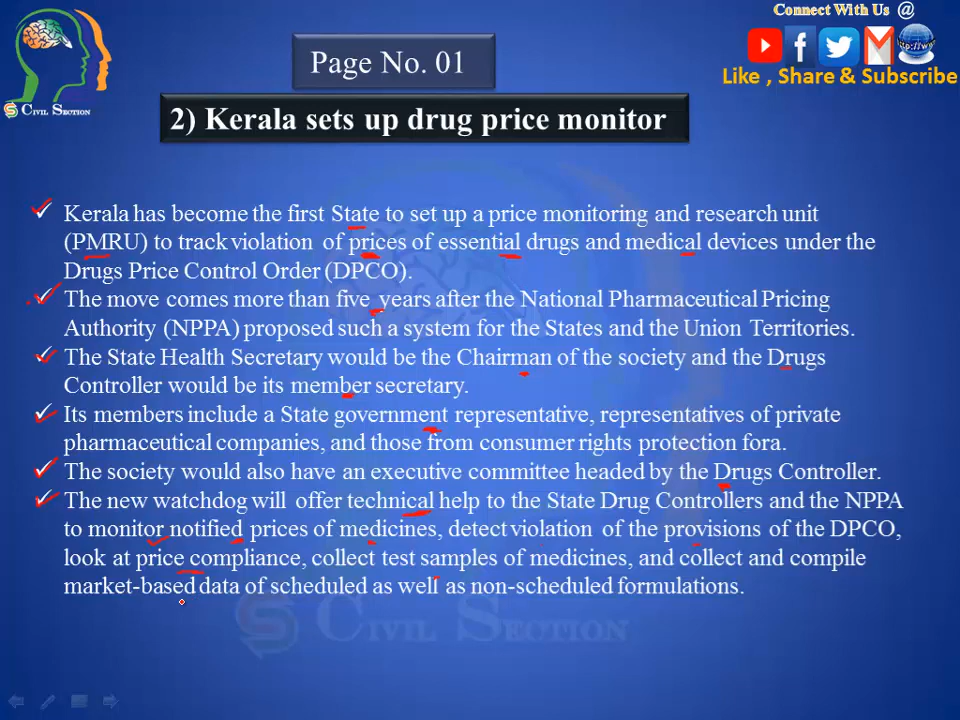 Connect With Us @
http://www
Like , Share & Subscribe
CIVIL SECTION
Page No. 01
2) Kerala sets up drug price monitor
Kerala has become the first State to set up a price monitoring and research unit
(PMRU) to track violation of prices of essential drugs and medical devices under the
Drugs Price Control Order (DPCO).
The move comes more than five years after the National Pharmaceutical Pricing
Authority (NPPA) proposed such a system for the States and the Union Territories.
The State Health Secretary would be the Chairman of the society and the Drugs
Controller would be its member secretary.
Its members include a State government representative, representatives of private
pharmaceutical companies, and those from consumer rights protection fora.
The society would also have an executive committee headed by the Drugs Controller.
The new watchdog will offer technical help to the State Drug Controllers and the NPPA
to monitor notified prices of medicines, detect violation of the provisions of the DPCO,
look at price compliance, collect test samples of medicines, and collect and compile
market-based data of scheduled as well as non-scheduled formulations.
CIVIL SECTION